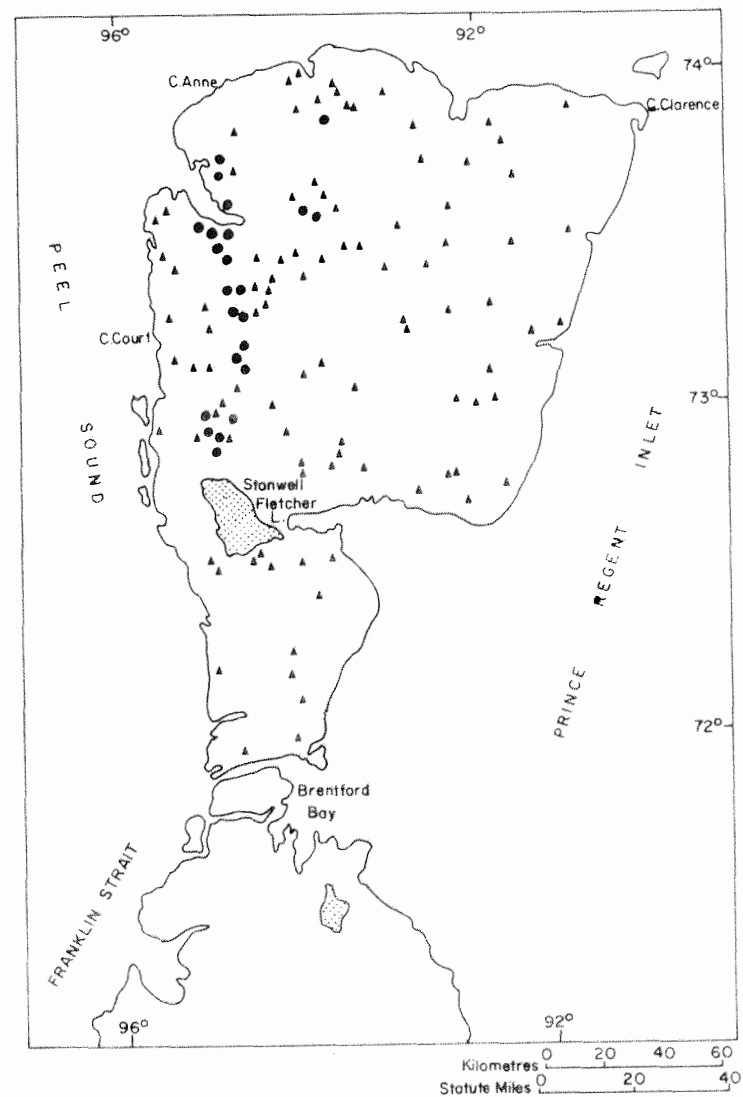 96° 92°
74°
C.Anne
C.Clarence
PEEL
C.Court
SOUND
73°
INLET
Stanwell
Fletcher
L.
REGENT
PRINCE
72°
Brentford
Bay
FRANKLIN STRAIT
96° 92°
0 20 40 60
Kilometres
Statute Miles
0 20 40